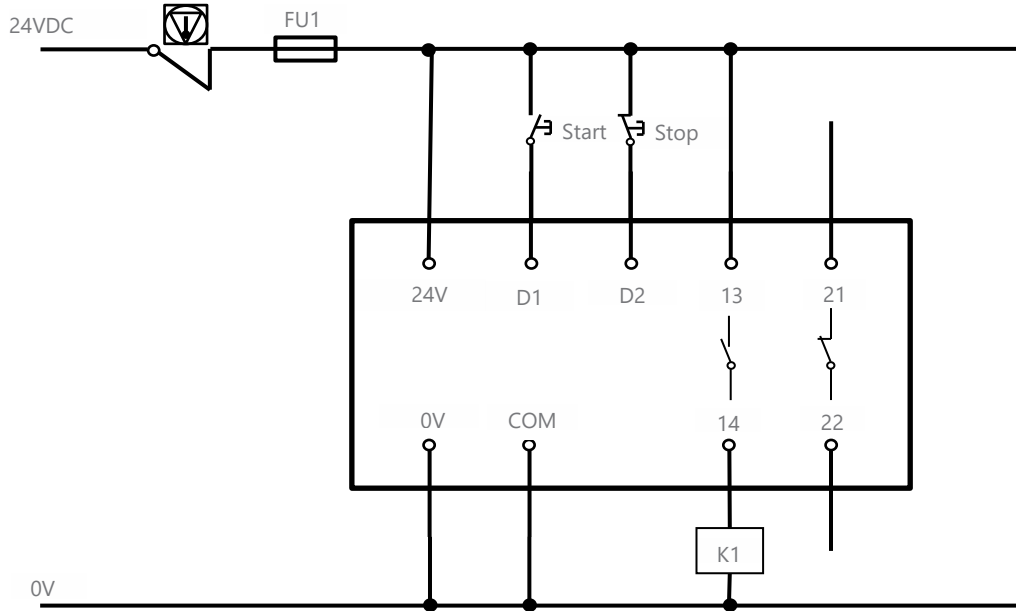 24VDC
FU1
Start
Stop
24V
D1
D2
13
21
0V
COM
14
22
K1
0V